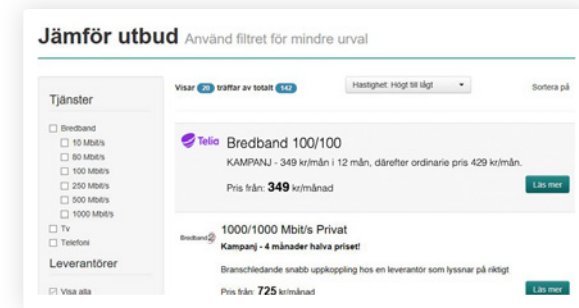 Jämför utbud Använd filtret för mindre urval
Tjänster
Bredband
10 Mbit/s
80 Mbit/s
100 Mbit/s
250 Mbit/s
500 Mbit/s
1000 Mbit/s
Tv
Telefoni
Leverantörer
Visa alla
Visar 20 träffar av totalt 142
Hastighet: Högt till lågt
Sortera på
Telia
Bredband 100/100
KAMPANJ - 349 kr/mån i 12 mån, därefter ordinarie pris 429 kr/mån.
Pris från: 349 kr/månad
Läs mer
Bredband2
1000/1000 Mbit/s Privat
Kampanj - 4 månader halva priset!
Branschledande snabb uppkoppling hos en leverantör som lyssnar på riktigt
Pris från: 725 kr/månad
Läs mer